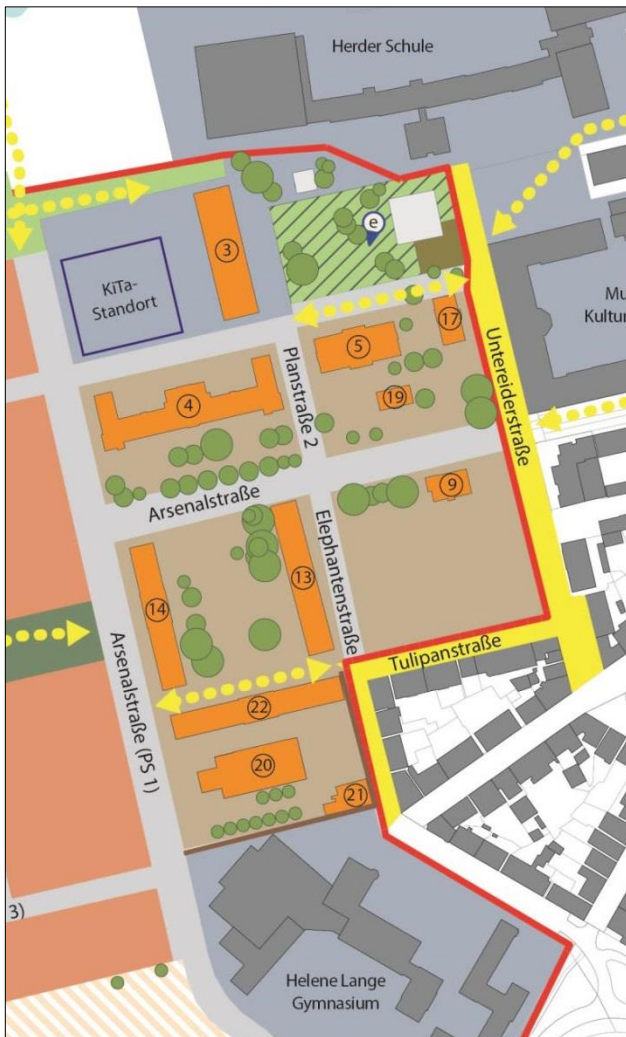 Herder Schule
e
3
KiTa-
Standort
17
5
Mu
Kultur
Planstraße 2
Untereiderstraße
4
19
Arsenalstraße
9
Elephantenstraße
13
14
Arsenalstraße (PS 1)
Tulipanstraße
22
20
21
3)
Helene Lange
Gymnasium